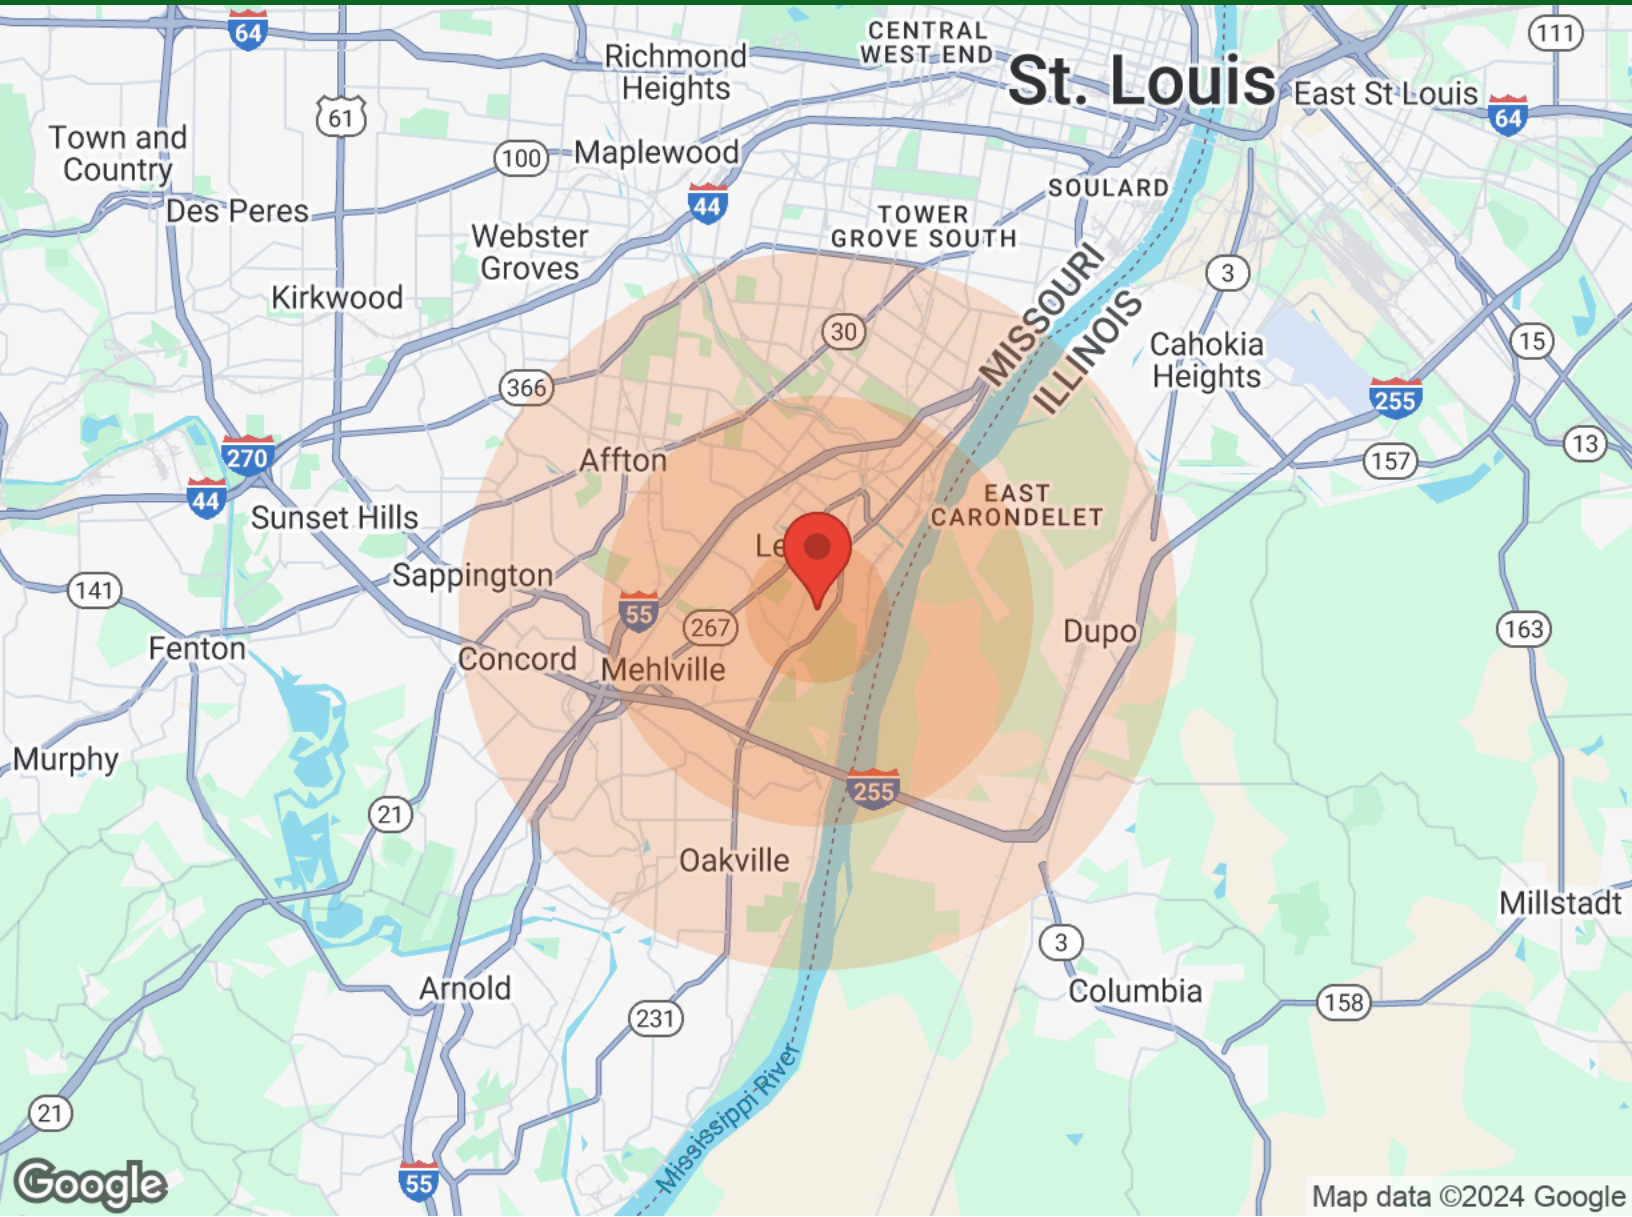 64
CENTRAL
WEST END
111
Richmond
Heights
St. Louis
East St Louis
64
61
Town and
Country
100
Maplewood
SOULARD
44
Des Peres
TOWER
GROVE SOUTH
Webster
Groves
3
Kirkwood
MISSOURI
ILLINOIS
30
15
Cahokia
Heights
366
255
13
270
Affton
157
44
EAST
CARONDELET
Sunset Hills
Le
Sappington
141
55
267
163
Dupo
Fenton
Concord
Mehlville
Murphy
255
21
Oakville
Millstadt
3
Arnold
Columbia
158
231
Mississippi River
21
55
Google
Map data ©2024 Google